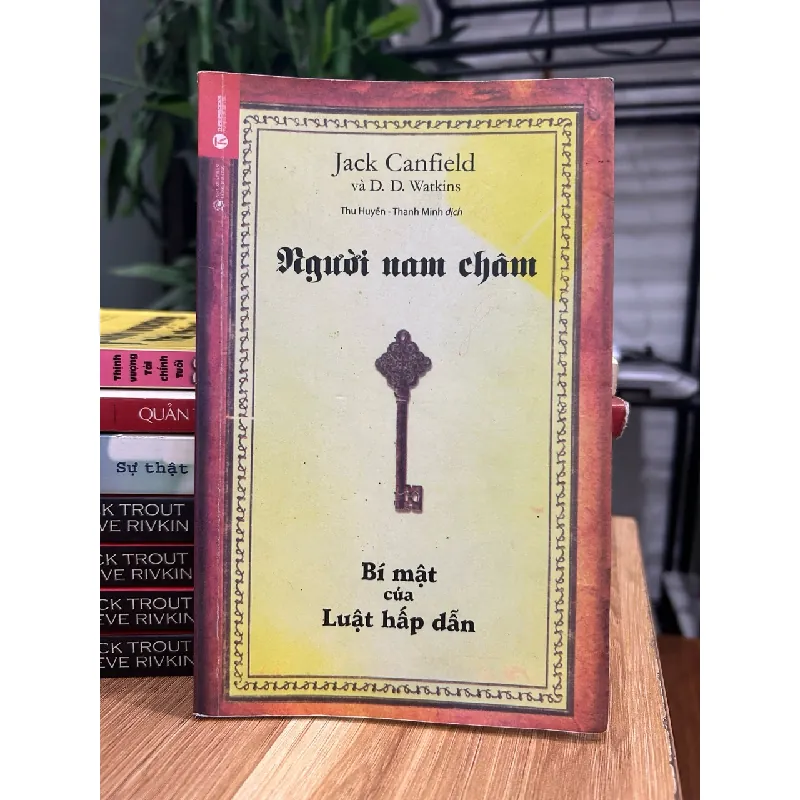 Jack Canfield
và D. D. Watkins
Thu Huyền - Thanh Minh dịch
Người nam châm
Bí mật
của
Luật hấp dẫn
Thịnh
vượng
Tài
chính
Tuổi
QUẢN
Sự thật
CK TROUT
EVE RIVKIN
CK TROUT
EVE RIVKIN
CK TROUT
EVE RIVKIN
CK TROUT
EVE RIVKIN